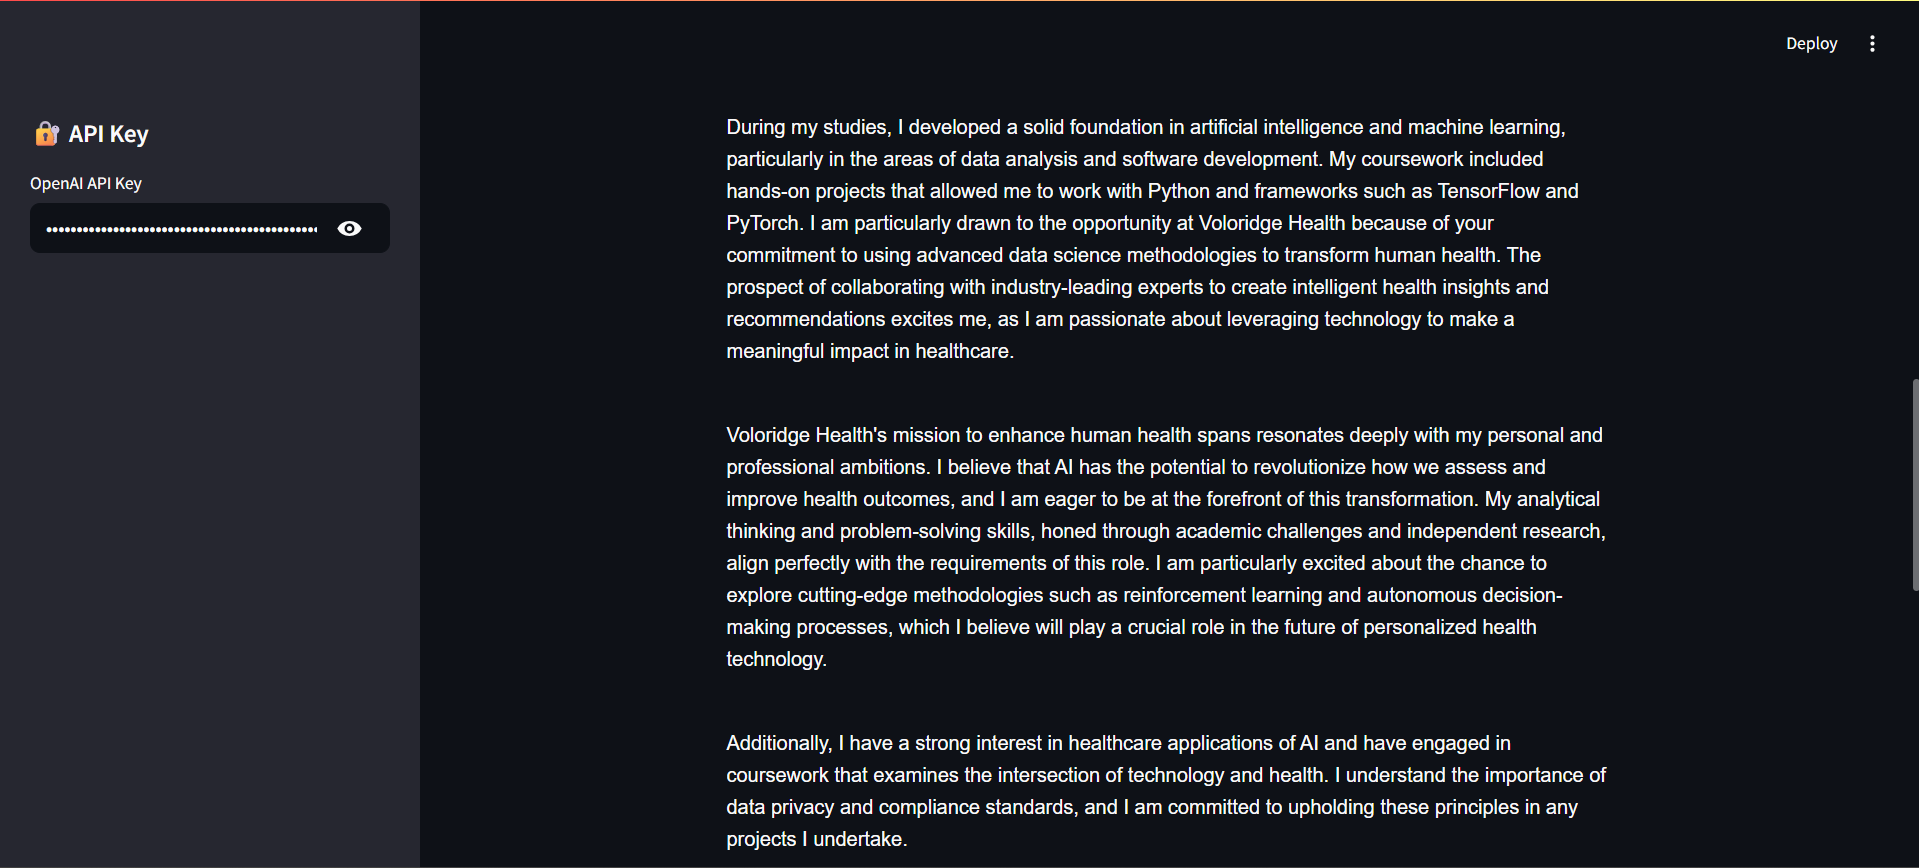 Deploy
API Key
OpenAI API Key
During my studies, I developed a solid foundation in artificial intelligence and machine learning,
particularly in the areas of data analysis and software development. My coursework included
hands-on projects that allowed me to work with Python and frameworks such as TensorFlow and
PyTorch. I am particularly drawn to the opportunity at Voloridge Health because of your
commitment to using advanced data science methodologies to transform human health. The
prospect of collaborating with industry-leading experts to create intelligent health insights and
recommendations excites me, as I am passionate about leveraging technology to make a
meaningful impact in healthcare.
Voloridge Health's mission to enhance human health spans resonates deeply with my personal and
professional ambitions. I believe that AI has the potential to revolutionize how we assess and
improve health outcomes, and I am eager to be at the forefront of this transformation. My analytical
thinking and problem-solving skills, honed through academic challenges and independent research,
align perfectly with the requirements of this role. I am particularly excited about the chance to
explore cutting-edge methodologies such as reinforcement learning and autonomous decision-
making processes, which I believe will play a crucial role in the future of personalized health
technology.
Additionally, I have a strong interest in healthcare applications of AI and have engaged in
coursework that examines the intersection of technology and health. I understand the importance of
data privacy and compliance standards, and I am committed to upholding these principles in any
projects I undertake.